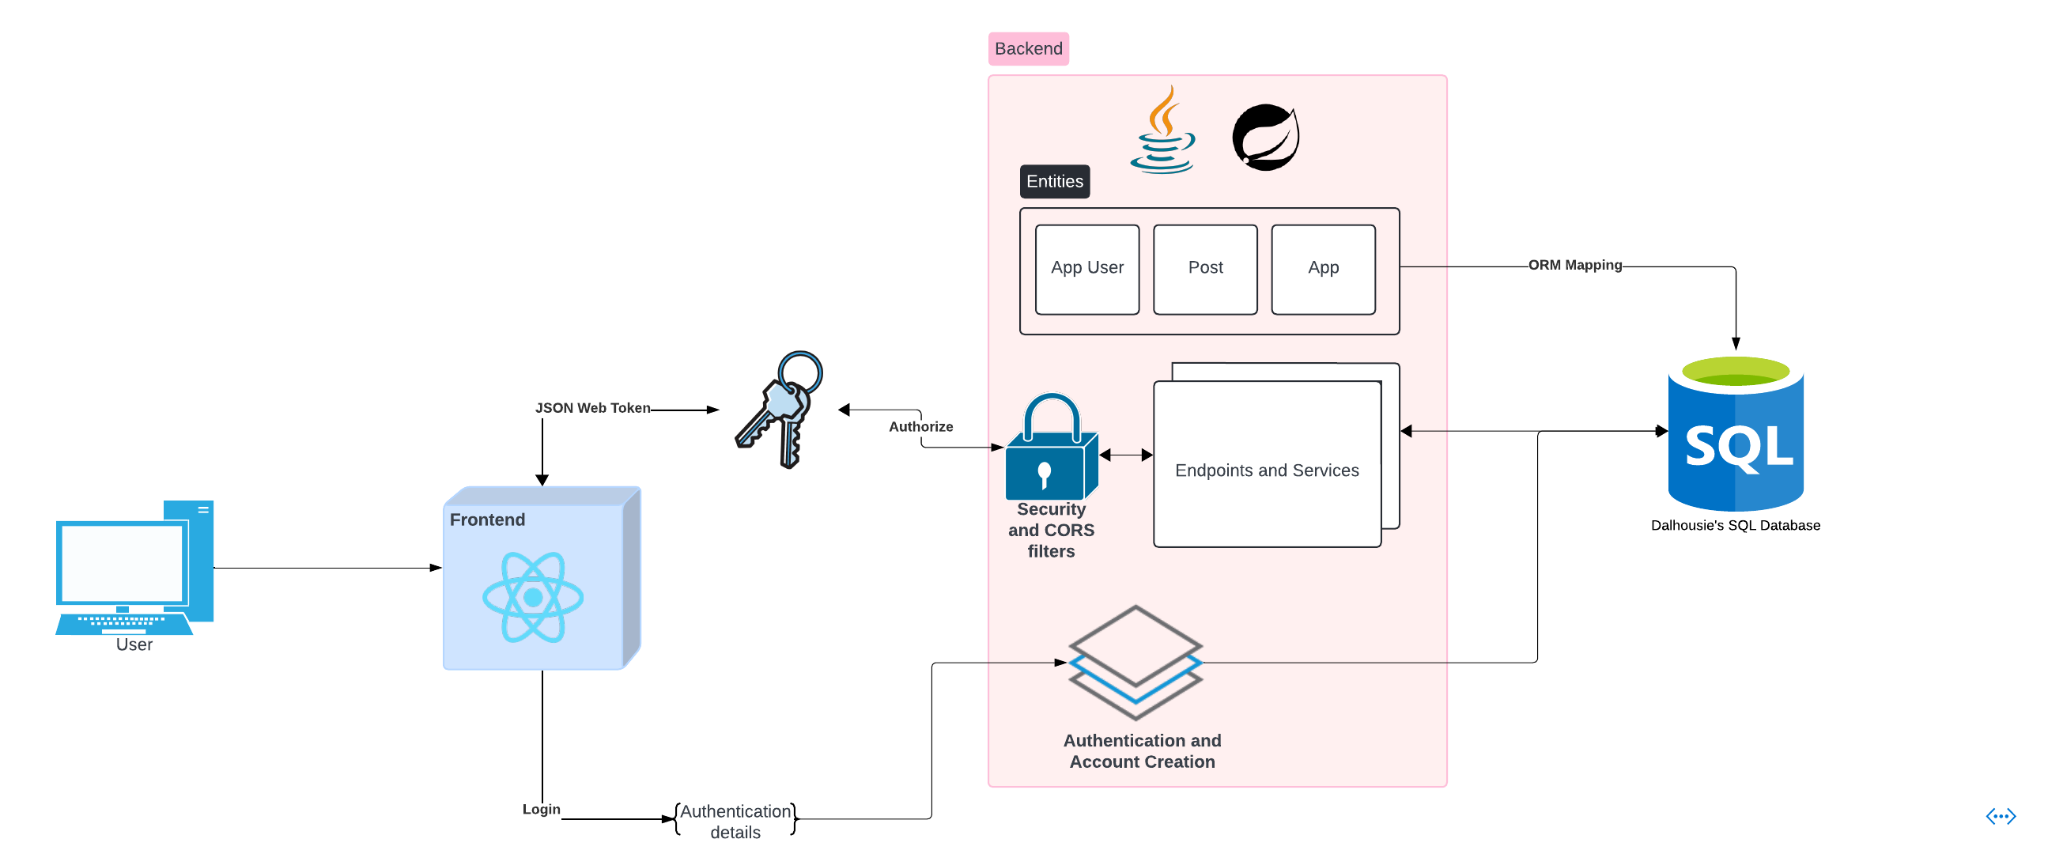 Backend
Entities
App User
Post
App
ORM Mapping
JSON Web Token
Authorize
Endpoints and Services
SQL
Security
and CORS
filters
Dalhousie's SQL Database
Frontend
User
Authentication and
Account Creation
Login
Authentication
details